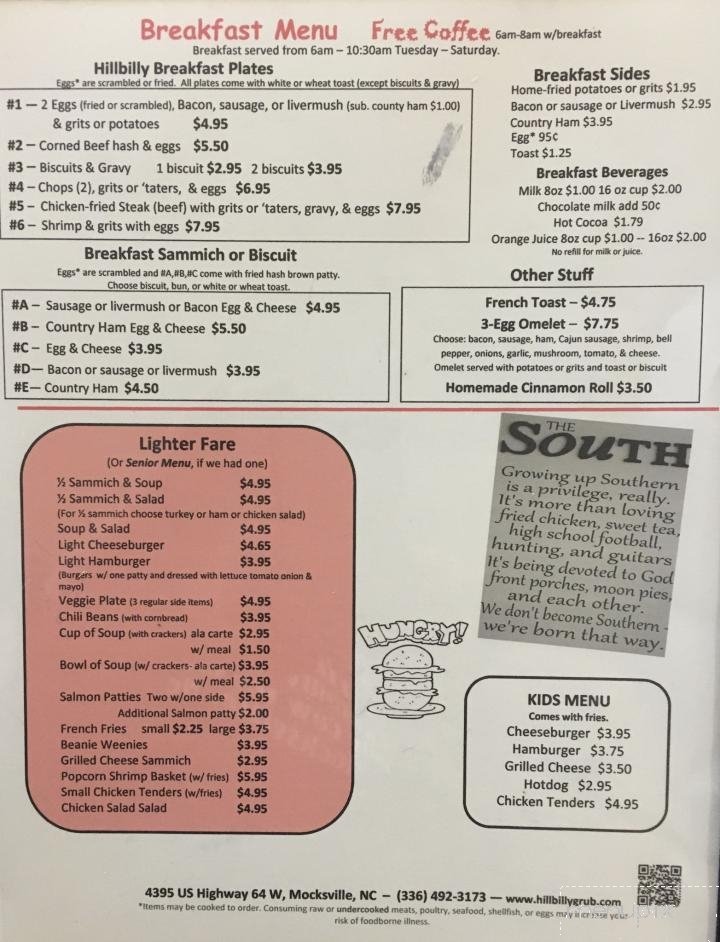 Breakfast Menu Free Coffee 6am-8am w/breakfast
Breakfast served from 6am – 10:30am Tuesday – Saturday.
Hillbilly Breakfast Plates
Eggs* are scrambled or fried. All plates come with white or wheat toast (except biscuits & gravy)
#1 — 2 Eggs (fried or scrambled), Bacon, sausage, or livermush (sub. county ham $1.00)
& grits or potatoes $4.95
#2 – Corned Beef hash & eggs $5.50
#3 – Biscuits & Gravy 1 biscuit $2.95 2 biscuits $3.95
#4 – Chops (2), grits or 'taters, & eggs $6.95
#5 – Chicken-fried Steak (beef) with grits or 'taters, gravy, & eggs $7.95
#6 – Shrimp & grits with eggs $7.95
Breakfast Sides
Home-fried potatoes or grits $1.95
Bacon or sausage or Livermush $2.95
Country Ham $3.95
Egg* 95¢
Toast $1.25
Breakfast Beverages
Milk 8oz $1.00 16 oz cup $2.00
Chocolate milk add 50¢
Hot Cocoa $1.79
Orange Juice 8oz cup $1.00 -- 16oz $2.00
No refill for milk or juice.
Breakfast Sammich or Biscuit
Eggs* are scrambled and #A,#B,#C come with fried hash brown patty.
Choose biscuit, bun, or white or wheat toast.
#A – Sausage or livermush or Bacon Egg & Cheese $4.95
#B – Country Ham Egg & Cheese $5.50
#C – Egg & Cheese $3.95
#D— Bacon or sausage or livermush $3.95
#E— Country Ham $4.50
Other Stuff
French Toast – $4.75
3-Egg Omelet – $7.75
Choose: bacon, sausage, ham, Cajun sausage, shrimp, bell
pepper, onions, garlic, mushroom, tomato, & cheese.
Omelet served with potatoes or grits and toast or biscuit
Homemade Cinnamon Roll $3.50
Lighter Fare
(Or Senior Menu, if we had one)
½ Sammich & Soup $4.95
½ Sammich & Salad $4.95
(For ½ sammich choose turkey or ham or chicken salad)
Soup & Salad $4.95
Light Cheeseburger $4.65
Light Hamburger $3.95
(Burgers w/ one patty and dressed with lettuce tomato onion &
mayo)
Veggie Plate (3 regular side items) $4.95
Chili Beans (with cornbread) $3.95
Cup of Soup (with crackers) ala carte $2.95
w/ meal $1.50
Bowl of Soup (w/ crackers- ala carte) $3.95
w/ meal $2.50
Salmon Patties Two w/one side $5.95
Additional Salmon patty $2.00
French Fries small $2.25 large $3.75
Beanie Weenies $3.95
Grilled Cheese Sammich $2.95
Popcorn Shrimp Basket (w/ fries) $5.95
Small Chicken Tenders (w/fries) $4.95
Chicken Salad Salad $4.95
THE
SOUTH
Growing up Southern
is a privilege, really.
It's more than loving
fried chicken, sweet tea,
high school football,
hunting, and guitars
It's being devoted to God
front porches, moon pies,
and each other.
We don't become Southern -
we're born that way.
HUNGRY!
KIDS MENU
Comes with fries.
Cheeseburger $3.95
Hamburger $3.75
Grilled Cheese $3.50
Hotdog $2.95
Chicken Tenders $4.95
4395 US Highway 64 W, Mocksville, NC – (336) 492-3173 — www.hillbillygrub.com
*Items may be cooked to order. Consuming raw or undercooked meats, poultry, seafood, shellfish, or eggs may increase your
risk of foodborne illness.